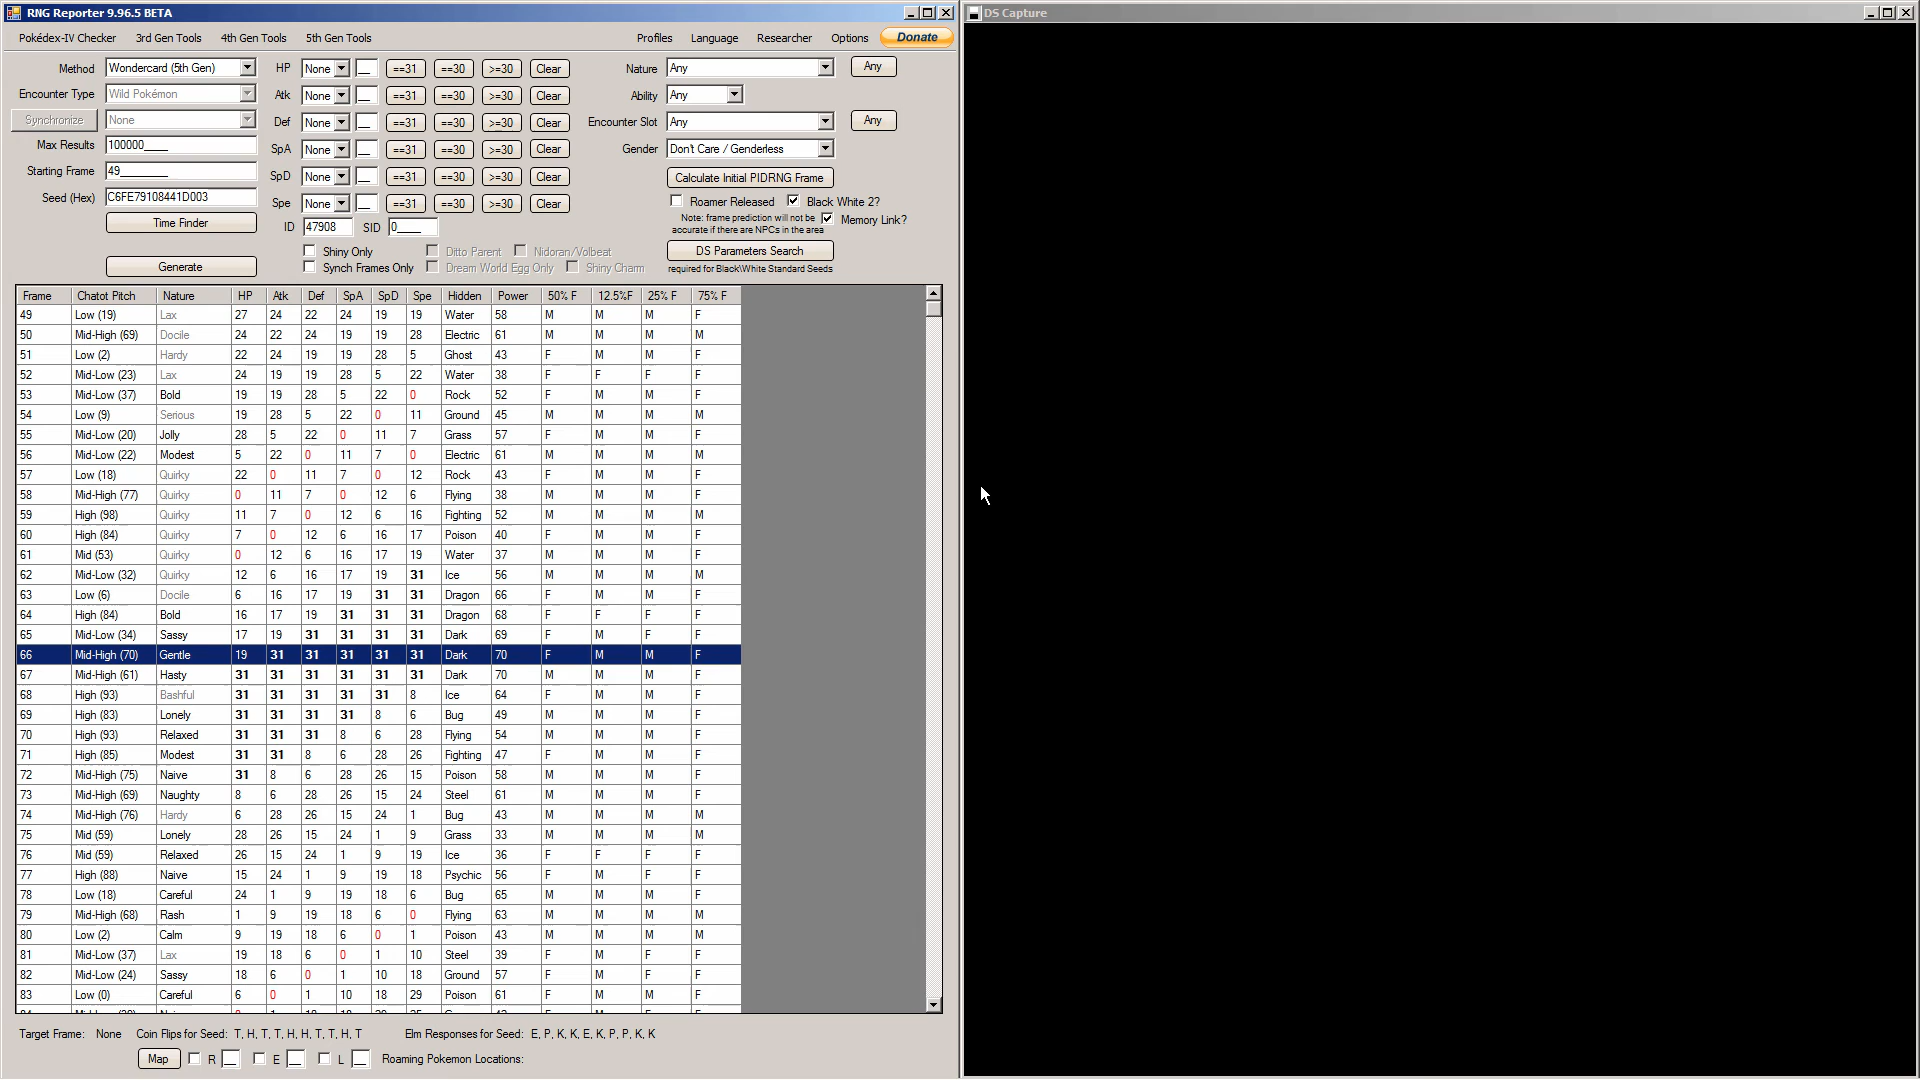 RNG Reporter 9.96.5 BETA
DS Capture
Pokédex-IV Checker 3rd Gen Tools 4th Gen Tools 5th Gen Tools Profiles Language Researcher Options Donate
Method Wondercard (5th Gen) HP None __ ==31 ==30 >=30 Clear Nature Any Any
Encounter Type Wild Pokémon Atk None __ ==31 ==30 >=30 Clear Ability Any
Synchronize None Def None __ ==31 ==30 >=30 Clear Encounter Slot Any Any
Max Results 100000____ SpA None __ ==31 ==30 >=30 Clear Gender Don't Care / Genderless
Starting Frame 49________ SpD None __ ==31 ==30 >=30 Clear Calculate Initial PIDRNG Frame
Seed (Hex) C6FE79108441D003 Spe None __ ==31 ==30 >=30 Clear Roamer Released Black White 2?
Time Finder ID 47908 SID 0____ Note: frame prediction will not be accurate if there are NPCs in the area Memory Link?
Shiny Only Ditto Parent Nidoran/Volbeat DS Parameters Search
Generate Synch Frames Only Dream World Egg Only Shiny Charm required for Black\White Standard Seeds
Frame Chatot Pitch Nature HP Atk Def SpA SpD Spe Hidden Power 50% F 12.5%F 25% F 75% F
49 Low (19) Lax 27 24 22 24 19 19 Water 58 M M M F
50 Mid-High (69) Docile 24 22 24 19 19 28 Electric 61 M M M M
51 Low (2) Hardy 22 24 19 19 28 5 Ghost 43 F M M F
52 Mid-Low (23) Lax 24 19 19 28 5 22 Water 38 F F F F
53 Mid-Low (37) Bold 19 19 28 5 22 0 Rock 52 F M M F
54 Low (9) Serious 19 28 5 22 0 11 Ground 45 M M M M
55 Mid-Low (20) Jolly 28 5 22 0 11 7 Grass 57 F M M F
56 Mid-Low (22) Modest 5 22 0 11 7 0 Electric 61 M M M M
57 Low (18) Quirky 22 0 11 7 0 12 Rock 43 F M M F
58 Mid-High (77) Quirky 0 11 7 0 12 6 Flying 38 M M M F
59 High (98) Quirky 11 7 0 12 6 16 Fighting 52 M M M M
60 High (84) Quirky 7 0 12 6 16 17 Poison 40 F M M F
61 Mid (53) Quirky 0 12 6 16 17 19 Water 37 M M M F
62 Mid-Low (32) Quirky 12 6 16 17 19 31 Ice 56 M M M M
63 Low (6) Docile 6 16 17 19 31 31 Dragon 66 F M M F
64 High (84) Bold 16 17 19 31 31 31 Dragon 68 F F F F
65 Mid-Low (34) Sassy 17 19 31 31 31 31 Dark 69 F M F F
66 Mid-High (70) Gentle 19 31 31 31 31 31 Dark 70 F M M F
67 Mid-High (61) Hasty 31 31 31 31 31 31 Dark 70 M M M F
68 High (93) Bashful 31 31 31 31 31 8 Ice 64 F M M F
69 High (83) Lonely 31 31 31 31 8 6 Bug 49 M M M F
70 High (93) Relaxed 31 31 31 8 6 28 Flying 54 M M M F
71 High (85) Modest 31 31 8 6 28 26 Fighting 47 F M M F
72 Mid-High (75) Naive 31 8 6 28 26 15 Poison 58 M M M F
73 Mid-High (69) Naughty 8 6 28 26 15 24 Steel 61 M M M F
74 Mid-High (76) Hardy 6 28 26 15 24 1 Bug 43 M M M M
75 Mid (59) Lonely 28 26 15 24 1 9 Grass 33 M M M M
76 Mid (59) Relaxed 26 15 24 1 9 19 Ice 36 F F F F
77 High (88) Naive 15 24 1 9 19 18 Psychic 56 F M F F
78 Low (18) Careful 24 1 9 19 18 6 Bug 65 M M M F
79 Mid-High (68) Rash 1 9 19 18 6 0 Flying 63 M M M M
80 Low (2) Calm 9 19 18 6 0 1 Poison 43 M M M M
81 Mid-Low (37) Lax 19 18 6 0 1 10 Steel 39 F M F F
82 Mid-Low (24) Sassy 18 6 0 1 10 18 Ground 57 F M F F
83 Low (0) Careful 6 0 1 10 18 29 Poison 61 F M M F
Target Frame: None Coin Flips for Seed: T, H, T, T, H, H, T, T, H, T Elm Responses for Seed: E, P, K, K, E, K, P, P, K, K
Map R __ E __ L __ Roaming Pokemon Locations: